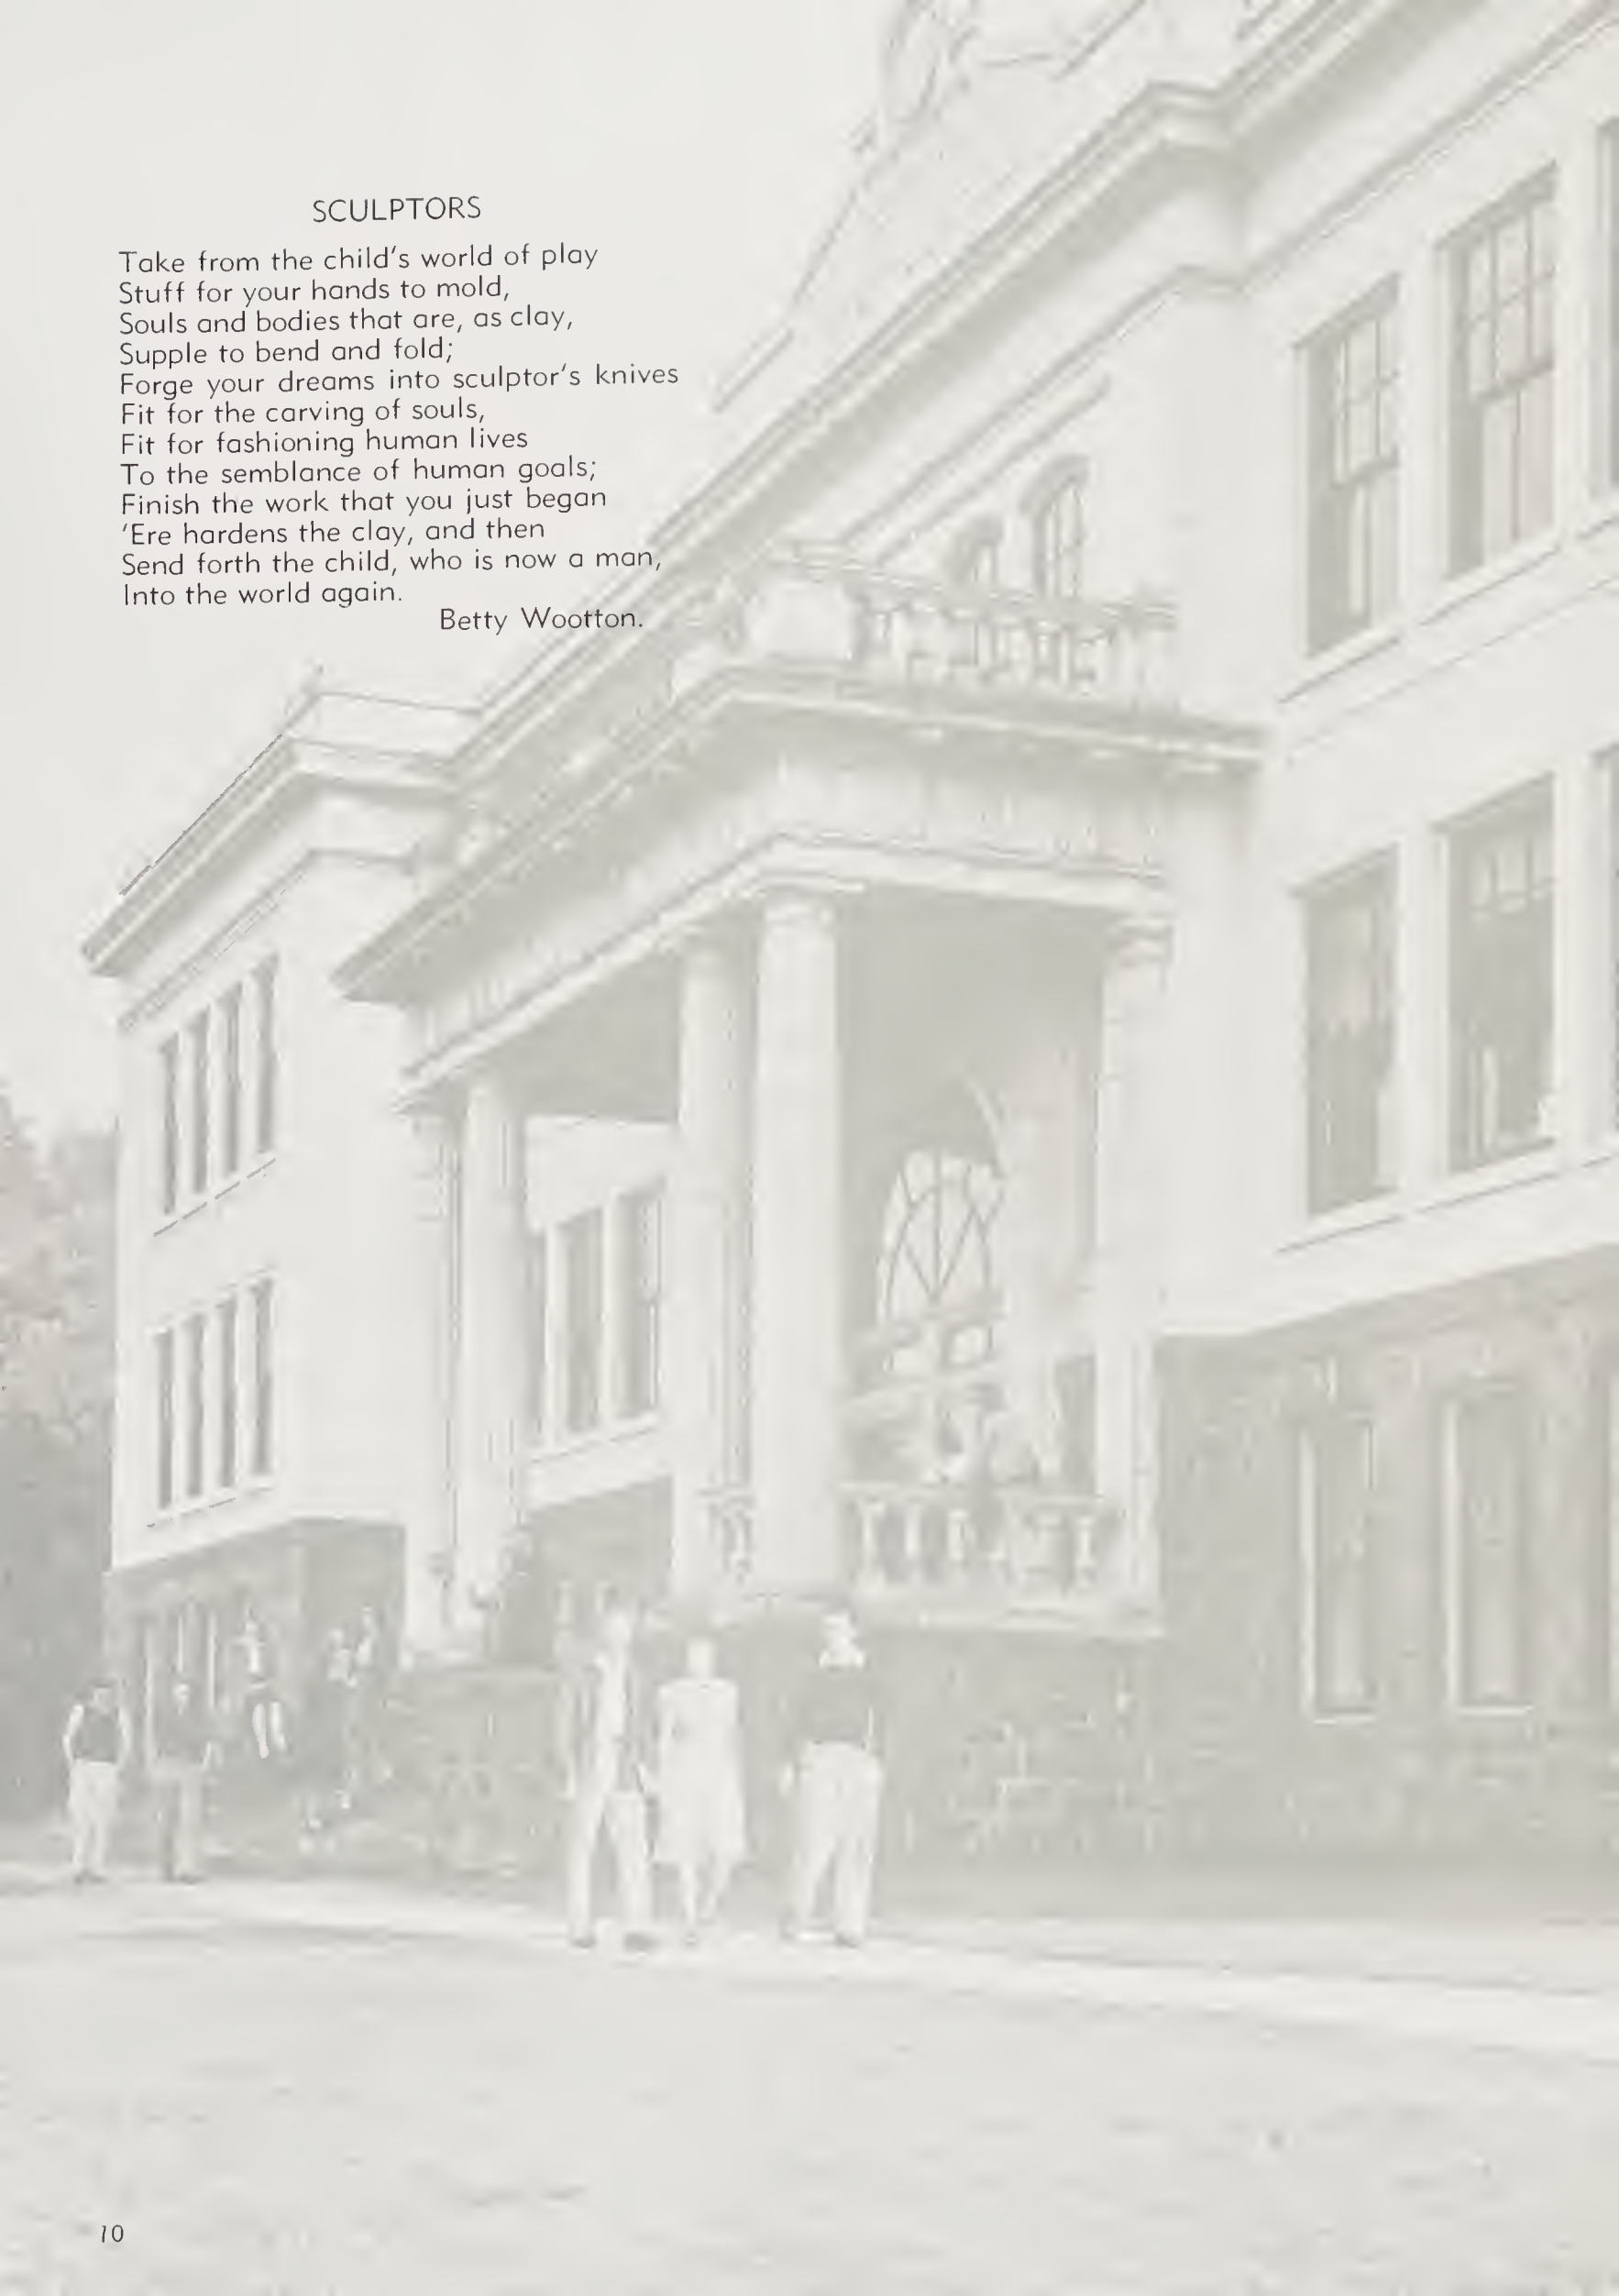 SCULPTORS
Take from the child's world of play
Stuff for your hands to mold,
Souls and bodies that are, as clay,
Supple to bend and fold;
Forge your dreams into sculptor's knives
Fit for the carving of souls,
Fit for fashioning human lives
To the semblance of human goals;
Finish the work that you just began
'Ere hardens the clay, and then
Send forth the child, who is now a man,
Into the world again.
Betty Wootton.
10